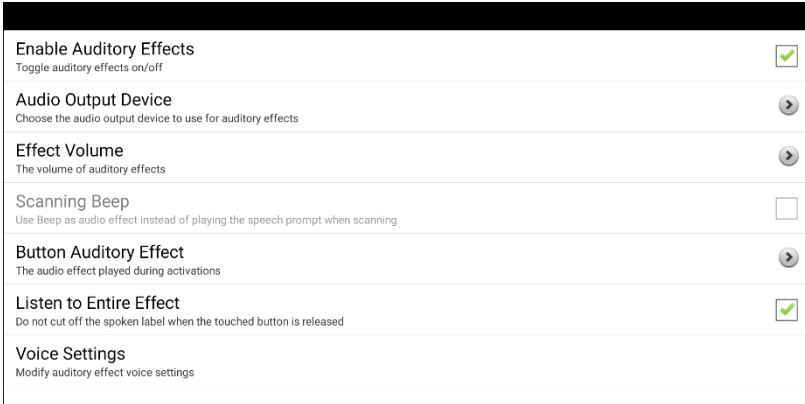 Enable Auditory Effects
Toggle auditory effects on/off
Audio Output Device
Choose the audio output device to use for auditory effects
Effect Volume
The volume of auditory effects
Scanning Beep
Use Beep as audio effect instead of playing the speech prompt when scanning
Button Auditory Effect
The audio effect played during activations
Listen to Entire Effect
Do not cut off the spoken label when the touched button is released
Voice Settings
Modify auditory effect voice settings